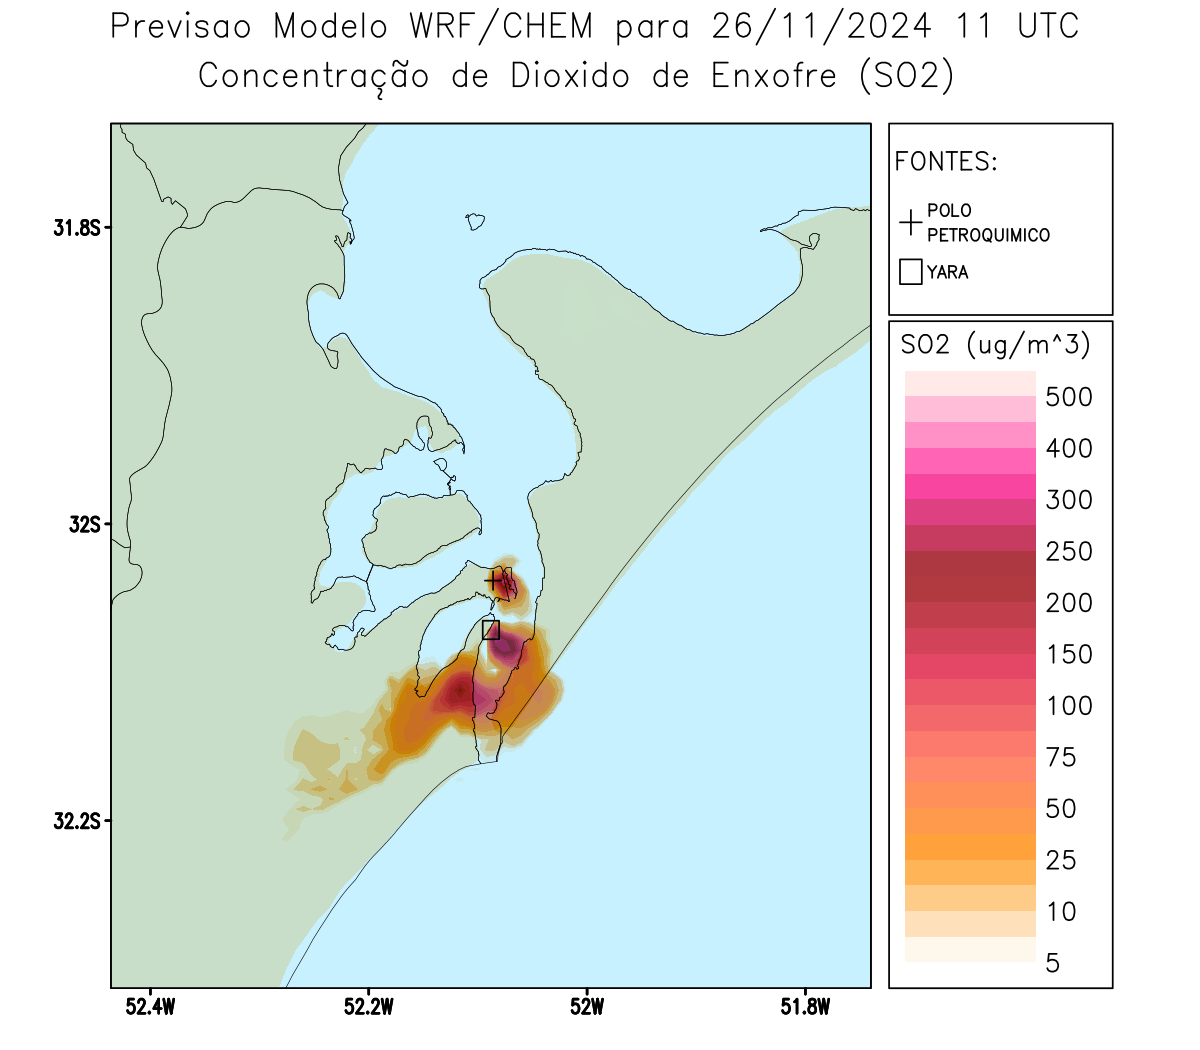 Previsao Modelo WRF/CHEM para 26/11/2024 11 UTC
Concentração de Dioxido de Enxofre (SO2)
FONTES:
POLO
PETROQUIMICO
YARA
31.8S
32S
32.2S
52.4W
52.2W
52W
51.8W
SO2 (ug/m^3)
500
400
300
250
200
150
100
75
50
25
10
5